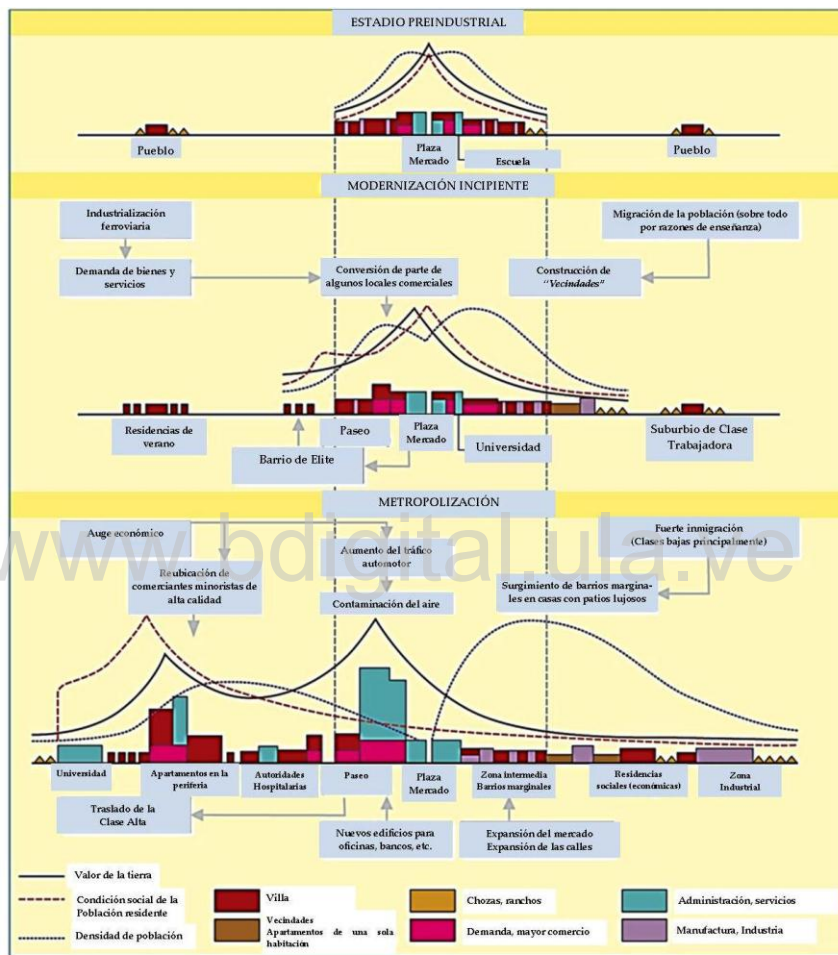 ESTADIO PREINDUSTRIAL
Pueblo
Plaza
Mercado
Escuela
Pueblo
MODERNIZACIÓN INCIPIENTE
Industrialización
ferroviaria
Migración de la población (sobre todo
por razones de enseñanza)
Demanda de bienes y
servicios
Conversión de parte de
algunos locales comerciales
Construcción de
"Vecindades"
Residencias de
verano
Paseo
Plaza
Mercado
Universidad
Suburbio de Clase
Trabajadora
Barrio de Elite
METROPOLIZACIÓN
www.bdigital.ula.ve
Auge económico
Aumento del tráfico
automotor
Fuerte inmigración
(Clases bajas principalmente)
Reubicación de
comerciantes minoristas de
alta calidad
Contaminación del aire
Surgimiento de barrios margina-
les en casas con patios lujosos
Universidad
Apartamentos en la
periferia
Autoridades
Hospitalarias
Paseo
Plaza
Mercado
Zona intermedia
Barrios marginales
Residencias
sociales (económicas)
Zona
Industrial
Traslado de la
Clase Alta
Nuevos edificios para
oficinas, bancos, etc.
Expansión del mercado
Expansión de las calles
Valor de la tierra
Condición social de la
Población residente
Densidad de población
Villa
Vecindades
Apartamentos de una sola
habitación
Chozas, ranchos
Demanda, mayor comercio
Administración, servicios
Manufactura, Industria